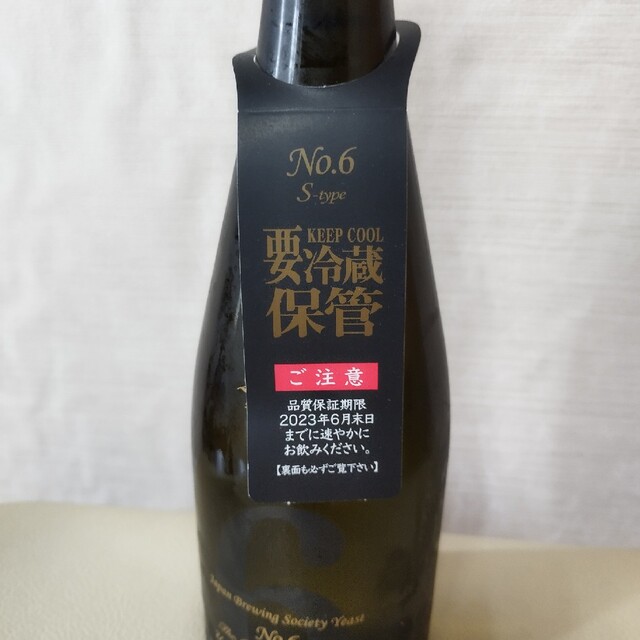 No.6
S-type
KEEP COOL
要冷蔵
保管
ご注意
品質保証期限
2023年6月末日
までに速やかに
お飲みください。
【裏面も必ずご覧下さい】
Japan Brewing Society Yeast
No.6